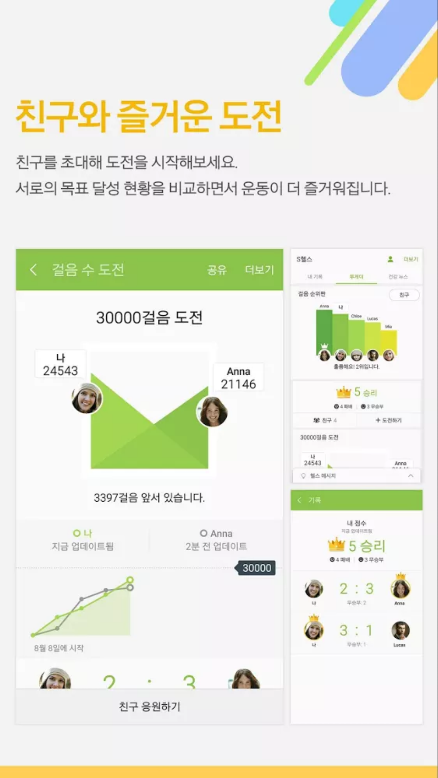 친구와 즐거운 도전
친구를 초대해 도전을 시작해보세요.
서로의 목표 달성 현황을 비교하면서 운동이 더 즐거워집니다.
걸음 수 도전
공유
더보기
30000걸음 도전
나
24543
Anna
21146
3397걸음 앞서 있습니다.
나
지금 업데이트됨
Anna
2분 전 업데이트
30000
8월 8일에 시작
2 : 3
친구 응원하기
S헬스
더보기
내 기록
투게더
건강 뉴스
걸음 순위판
친구
Anna
나
Chloe
Lucas
Mia
훌륭해요! 2위입니다.
5 승리
4 패배
3 무승부
친구 4
+ 도전하기
30000걸음 도전
나
24543
Anna
21146
헬스 메시지
기록
내 점수
지금 업데이트됨
5 승리
4 패배
3 무승부
2 : 3
나
무승부: 3
Anna
3 : 1
나
Lucas